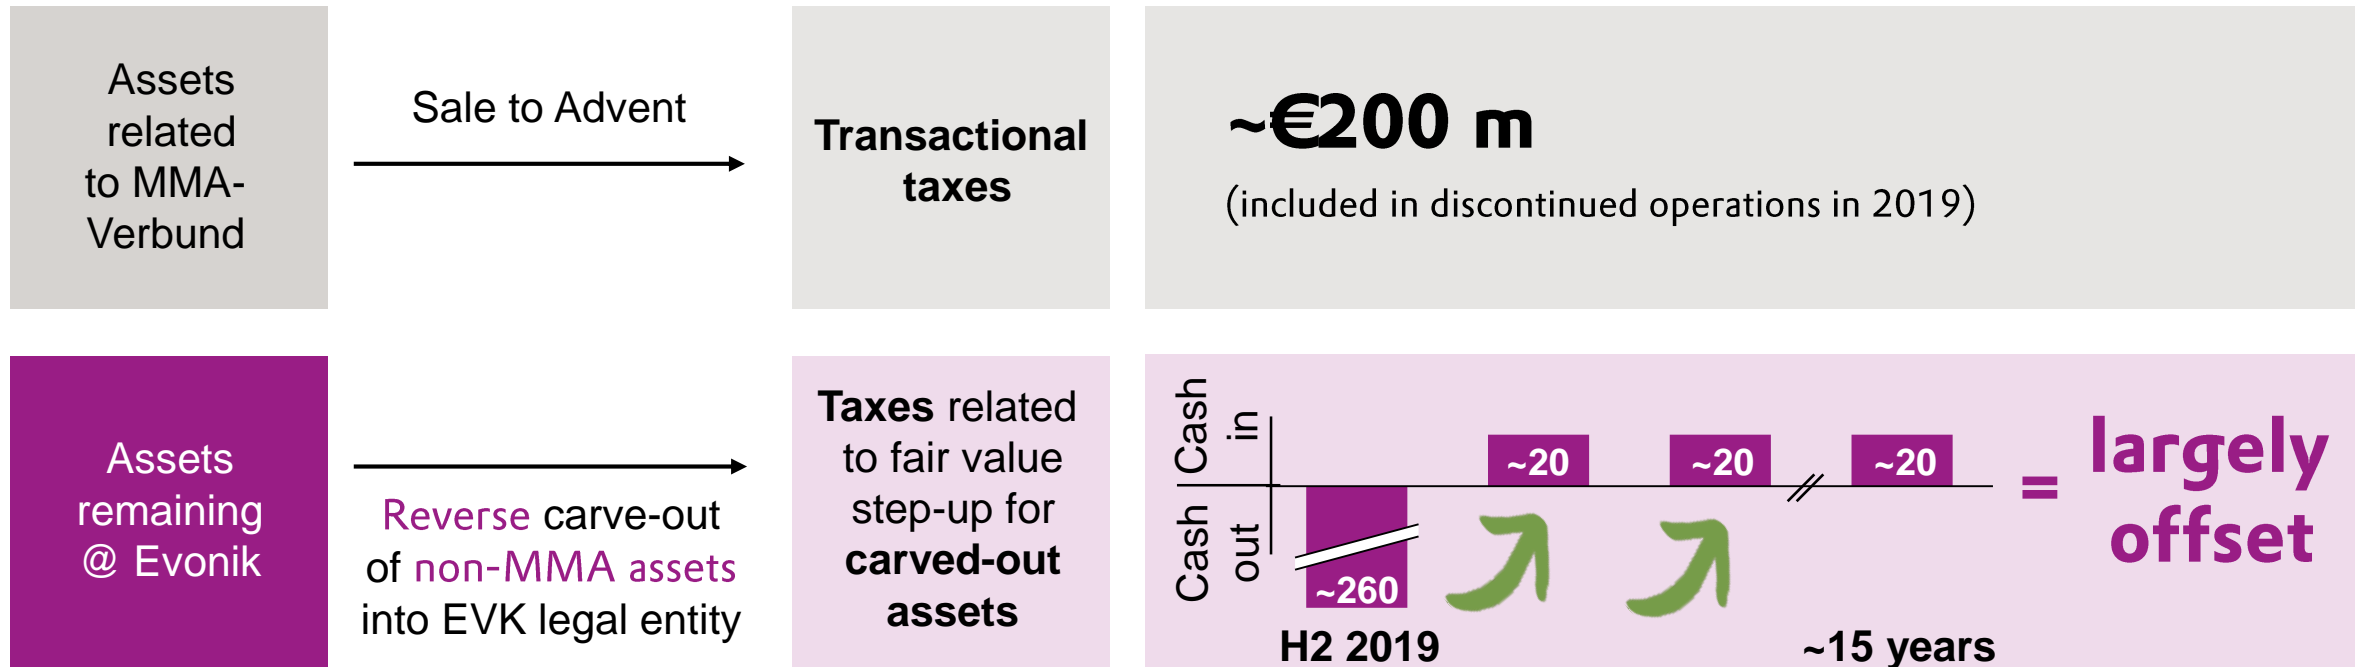 Assets
related
to MMA-
Verbund
Sale to Advent
Transactional
taxes
~€200 m
(included in discontinued operations in 2019)
Assets
remaining
@ Evonik
Reverse carve-out
of non-MMA assets
into EVK legal entity
Taxes related
to fair value
step-up for
carved-out
assets
Cash
in
Cash
out
~260
~20
~20
~20
H2 2019
~15 years
=
largely
offset